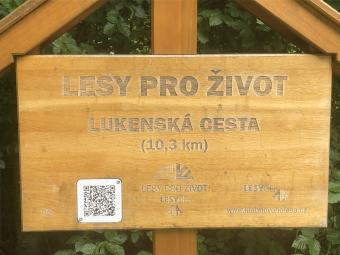 LESY PRO ŽIVOT
LUKENSKÁ CESTA
(10,3 km)
LESY PRO ŽIVOT